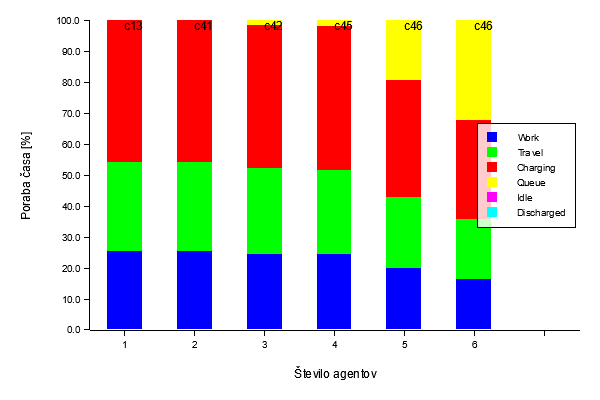 100.0
90.0
80.0
70.0
60.0
50.0
40.0
30.0
20.0
10.0
0.0
Poraba časa [%]
c13 c41 c42 c45 c46 c46
Work
Travel
Charging
Queue
Idle
Discharged
1 2 3 4 5 6
Število agentov